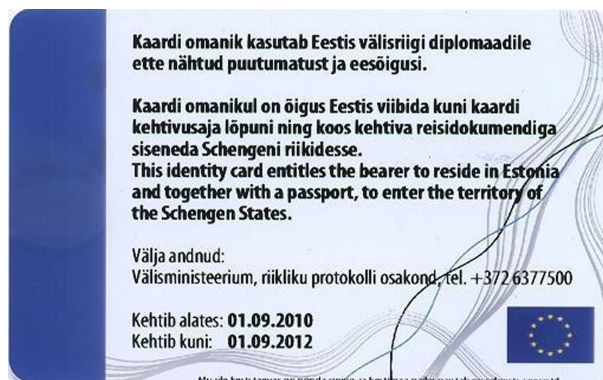 Kaardi omanik kasutab Eestis välisriigi diplomaadile
ette nähtud puutumatust ja eesõigusi.
Kaardi omanikul on õigus Eestis viibida kuni kaardi
kehtivusaja lõpuni ning koos kehtiva reisidokumendiga
siseneda Schengeni riikidesse.
This identity card entitles the bearer to reside in Estonia
and together with a passport, to enter the territory of
the Schengen States.
Välja andnud:
Välisministeerium, riikliku protokolli osakond, tel. +372 6377500
Kehtib alates: 01.09.2010
Kehtib kuni: 01.09.2012